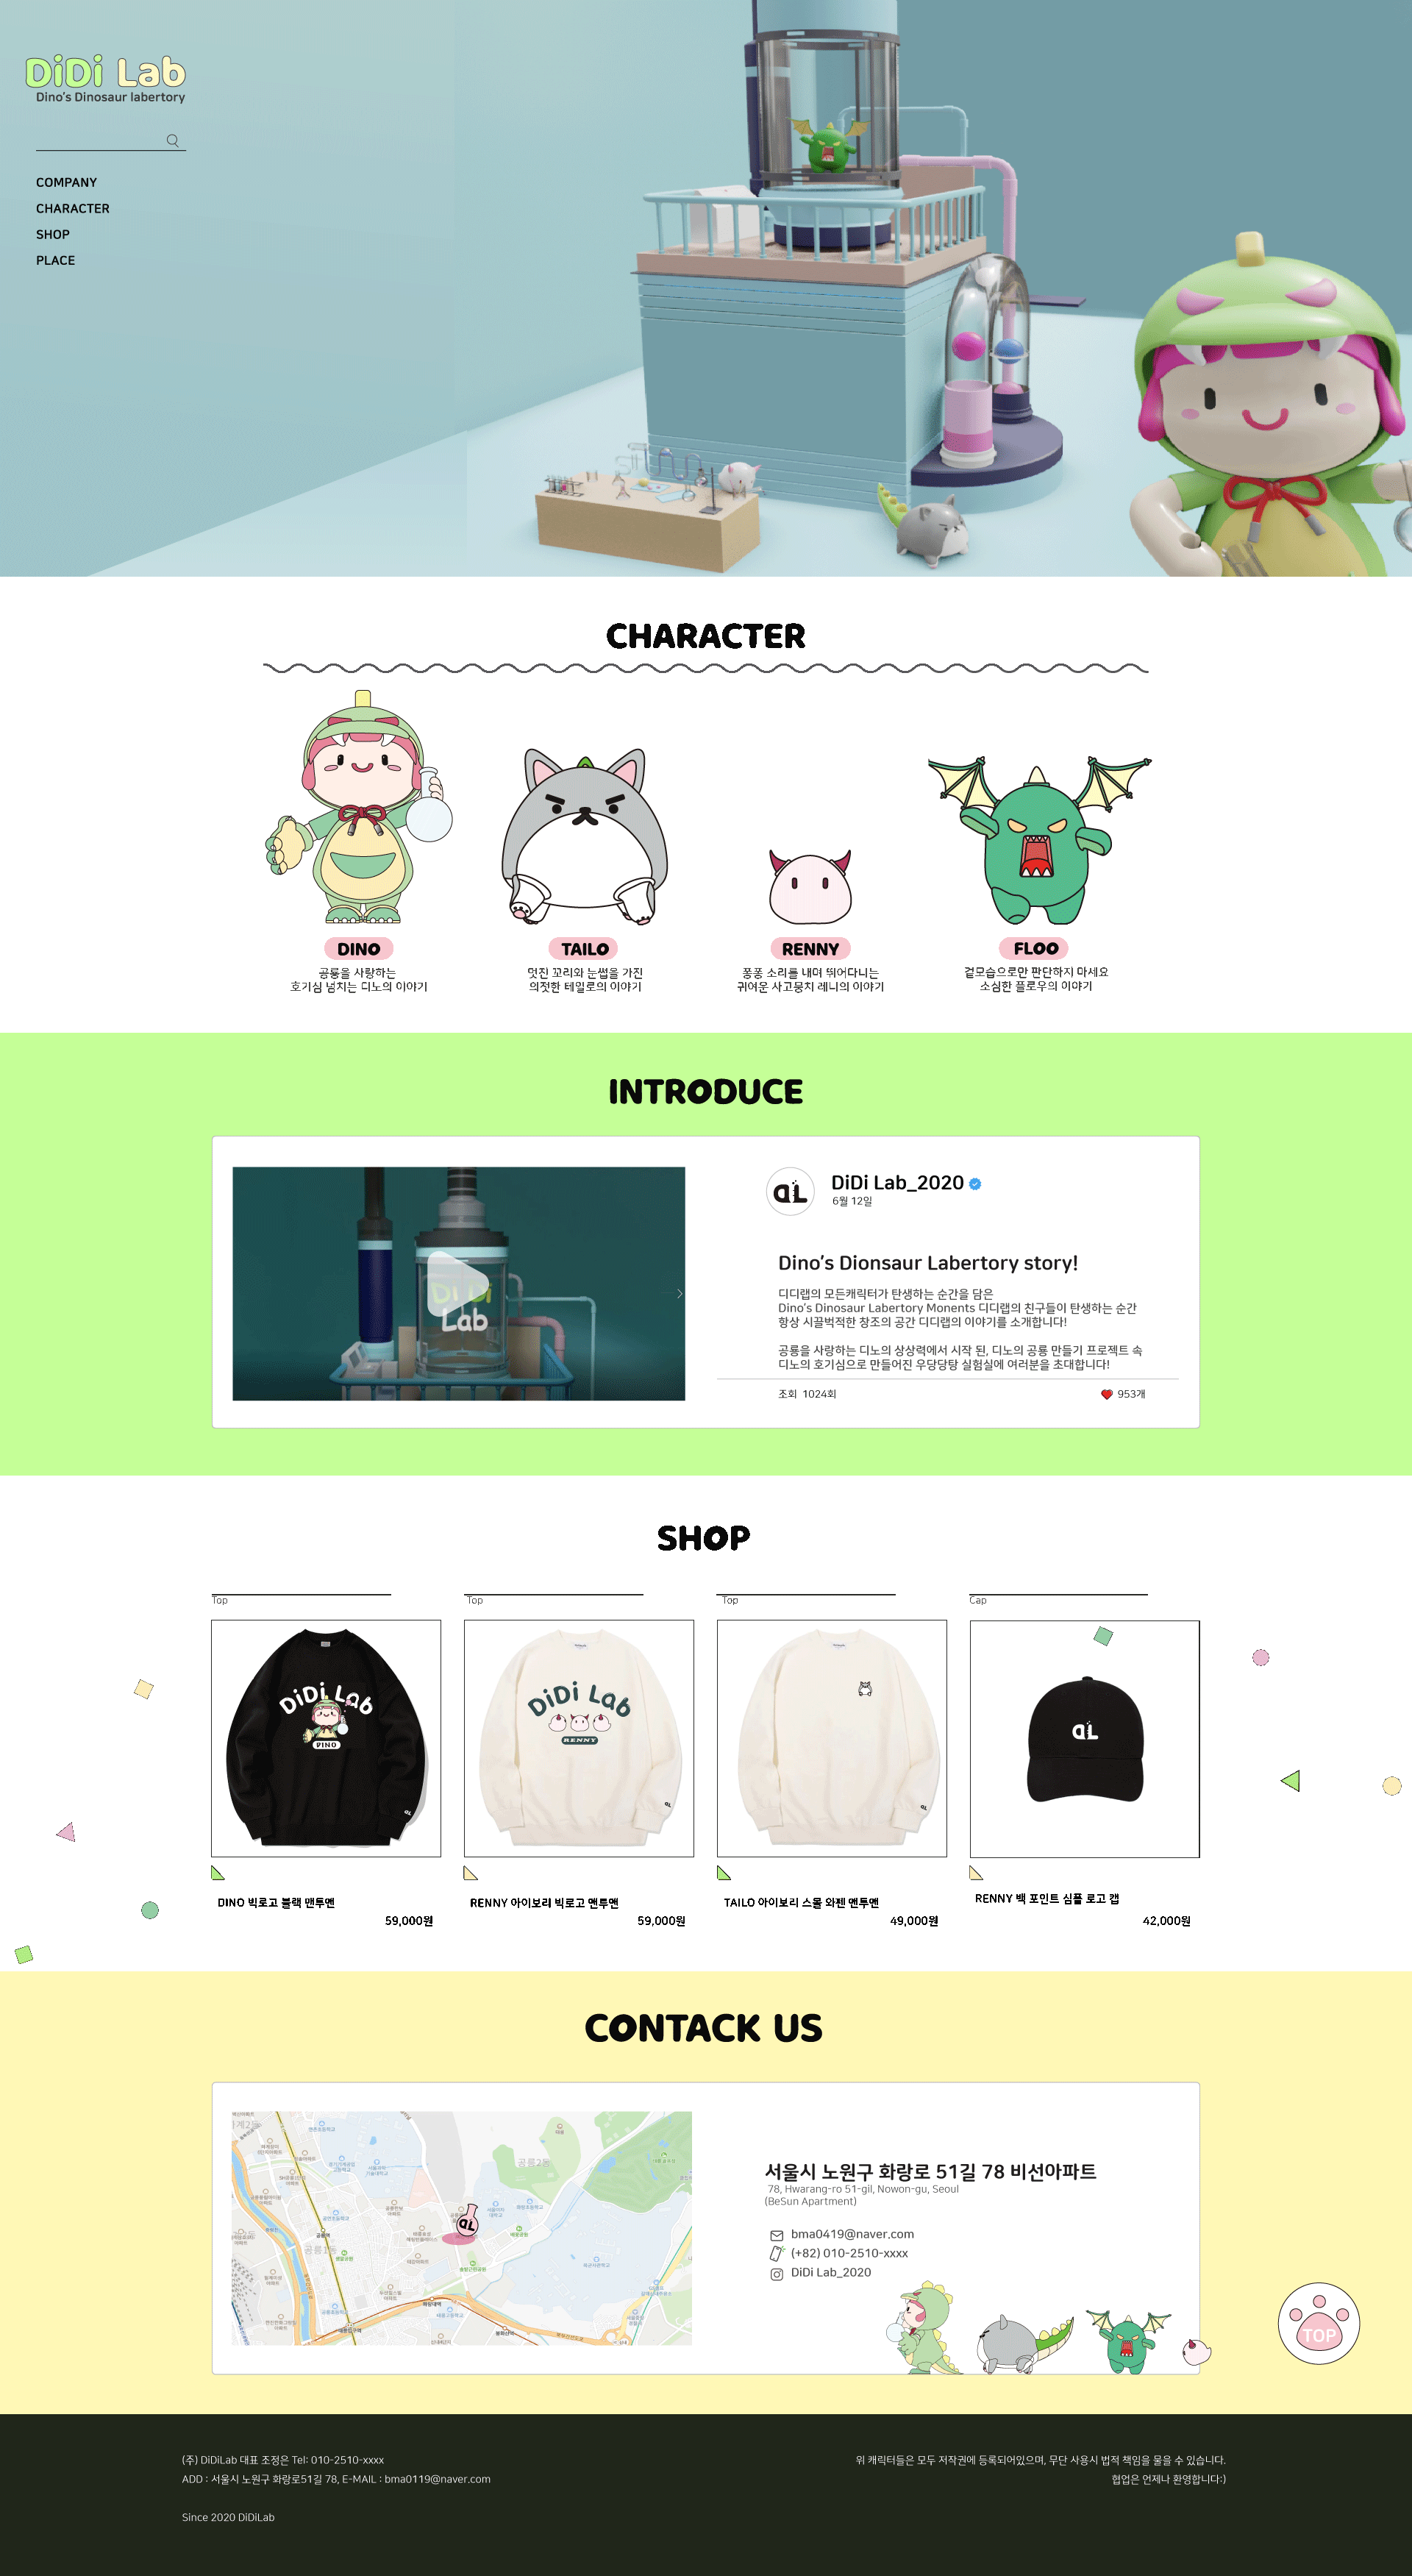 DiDi Lab
Dino's Dinosaur labertory
COMPANY
CHARACTER
SHOP
PLACE
CHARACTER
DINO
공룡을 사랑하는
호기심 넘치는 디노의 이야기
TAILO
멋진 꼬리와 눈썹을 가진
의젓한 테일로의 이야기
RENNY
퐁퐁 소리를 내며 뛰어다니는
귀여운 사고뭉치 레니의 이야기
FLOO
겉모습으로만 판단하지 마세요
소심한 플로우의 이야기
INTRODUCE
DiDi
Lab
DL
DiDi Lab_2020
6월 12일
Dino's Dionsaur Labertory story!
디디랩의 모든캐릭터가 탄생하는 순간을 담은
Dino's Dinosaur Labertory Monents 디디랩의 친구들이 탄생하는 순간
항상 시끌벅적한 창조의 공간 디디랩의 이야기를 소개합니다!
공룡을 사랑하는 디노의 상상력에서 시작 된, 디노의 공룡 만들기 프로젝트 속
디노의 호기심으로 만들어진 우당당탕 실험실에 여러분을 초대합니다!
조회 1024회
953개
SHOP
Top
Top
Top
Cap
DiDi Lab
DINO
DL
DiDi Lab
RENNY
DL
DL
DL
DINO 빅로고 블랙 맨투맨
59,000원
RENNY 아이보리 빅로고 맨투맨
59,000원
TAILO 아이보리 스몰 와펜 맨투맨
49,000원
RENNY 백 포인트 심플 로고 캡
42,000원
CONTACK US
공릉2동
공릉1동
DL
서울시 노원구 화랑로 51길 78 비선아파트
78, Hwarang-ro 51-gil, Nowon-gu, Seoul
(BeSun Apartment)
bma0419@naver.com
(+82) 010-2510-xxxx
DiDi Lab_2020
TOP
(주) DiDiLab 대표 조정은 Tel: 010-2510-xxxx
ADD : 서울시 노원구 화랑로51길 78, E-MAIL : bma0119@naver.com
Since 2020 DiDiLab
위 캐릭터들은 모두 저작권에 등록되어있으며, 무단 사용시 법적 책임을 물을 수 있습니다.
협업은 언제나 환영합니다:)